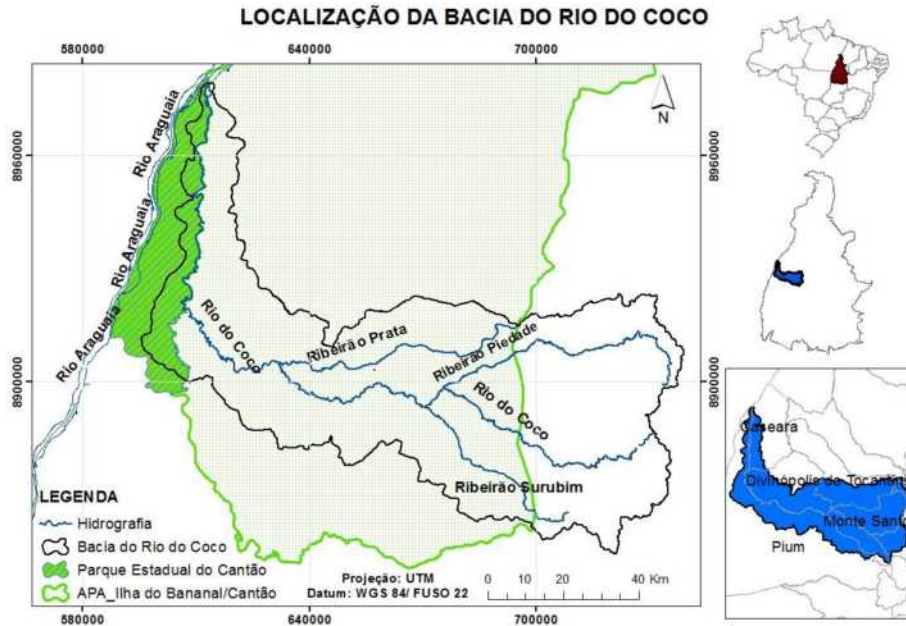 LOCALIZAÇÃO DA BACIA DO RIO DO COCO
580000
640000
700000
8960000
8960000
N
Rio Araguaia
Rio Araguaia
Rio Araguaia
Rio do Coco
Ribeirão Prata
Ribeirão Piedade
8900000
8900000
Rio do Coco
Ribeirão Surubim
LEGENDA
Hidrografia
Bacia do Rio do Coco
Parque Estadual do Cantão
APA_Ilha do Bananal/Cantão
Projeção: UTM
Datum: WGS 84/ FUSO 22
0 10 20 40 Km
580000
640000
700000
Caseara
Divinópolis do Tocantin
Monte Santo
Pium